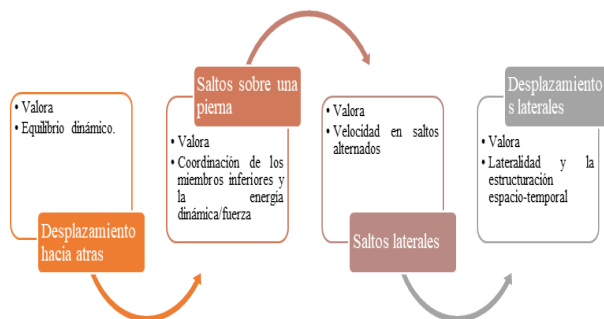 • Valora
• Equilibrio dinámico.
Desplazamiento
hacia atras
Saltos sobre una
pierna
• Valora
• Coordinación de los
miembros inferiores y
la energía
dinámica/fuerza
• Valora
• Velocidad en saltos
alternados
Saltos laterales
Desplazamiento
s laterales
• Valora
• Lateralidad y la
estructuración
espacio-temporal